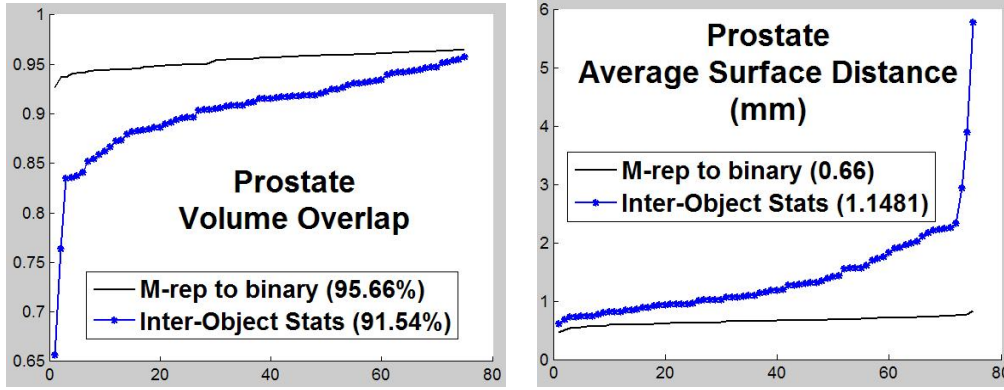 1
0.95
0.9
0.85
0.8
0.75
0.7
0.65
0
20
40
60
80
Prostate
Volume Overlap
M-rep to binary (95.66%)
Inter-Object Stats (91.54%)
6
5
4
3
2
1
0
0
20
40
60
80
Prostate
Average Surface Distance
(mm)
M-rep to binary (0.66)
Inter-Object Stats (1.1481)